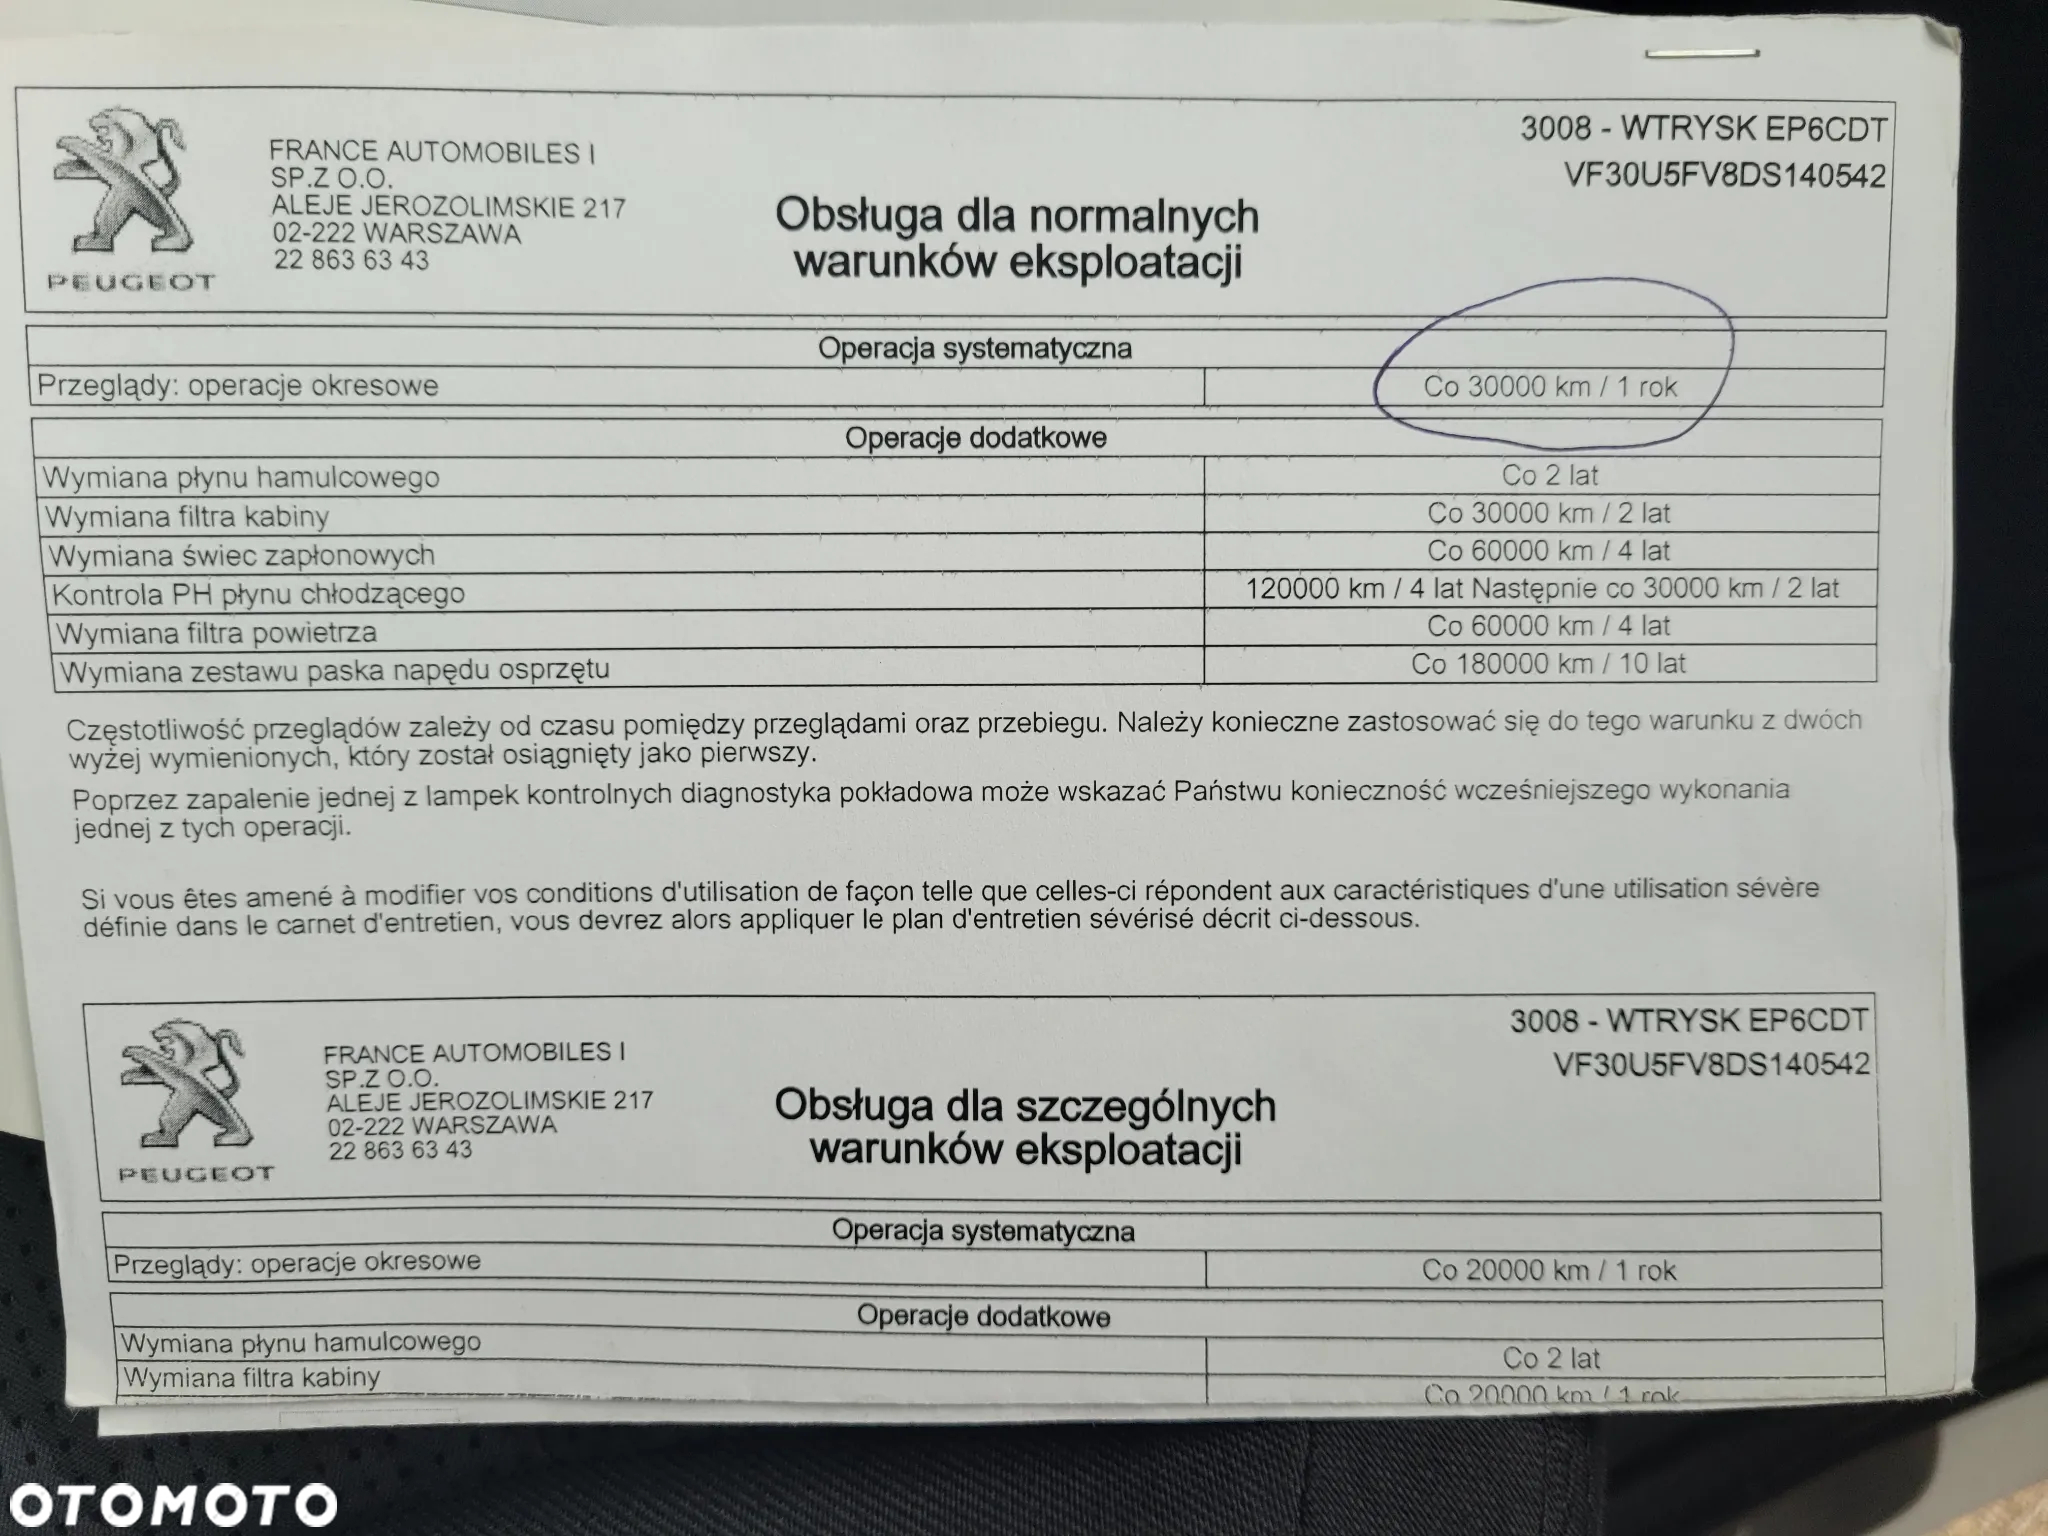 PEUGEOT
FRANCE AUTOMOBILES I
SP.Z O.O.
ALEJE JEROZOLIMSKIE 217
02-222 WARSZAWA
22 863 63 43
Obsługa dla normalnych
warunków eksploatacji
3008 - WTRYSK EP6CDT
VF30U5FV8DS140542
Operacja systematyczna
Przeglądy: operacje okresowe Co 30000 km / 1 rok
Operacje dodatkowe
Wymiana płynu hamulcowego Co 2 lat
Wymiana filtra kabiny Co 30000 km / 2 lat
Wymiana świec zapłonowych Co 60000 km / 4 lat
Kontrola PH płynu chłodzącego 120000 km / 4 lat Następnie co 30000 km / 2 lat
Wymiana filtra powietrza Co 60000 km / 4 lat
Wymiana zestawu paska napędu osprzętu Co 180000 km / 10 lat
Częstotliwość przeglądów zależy od czasu pomiędzy przeglądami oraz przebiegu. Należy konieczne zastosować się do tego warunku z dwóch
wyżej wymienionych, który został osiągnięty jako pierwszy.
Poprzez zapalenie jednej z lampek kontrolnych diagnostyka pokładowa może wskazać Państwu konieczność wcześniejszego wykonania
jednej z tych operacji.
Si vous êtes amené à modifier vos conditions d'utilisation de façon telle que celles-ci répondent aux caractéristiques d'une utilisation sévère
définie dans le carnet d'entretien, vous devrez alors appliquer le plan d'entretien sévérisé décrit ci-dessous.
PEUGEOT
FRANCE AUTOMOBILES I
SP.Z O.O.
ALEJE JEROZOLIMSKIE 217
02-222 WARSZAWA
22 863 63 43
Obsługa dla szczególnych
warunków eksploatacji
3008 - WTRYSK EP6CDT
VF30U5FV8DS140542
Operacja systematyczna
Przeglądy: operacje okresowe Co 20000 km / 1 rok
Operacje dodatkowe
Wymiana płynu hamulcowego Co 2 lat
Wymiana filtra kabiny Co 20000 km / 1 rok
OTOMOTO